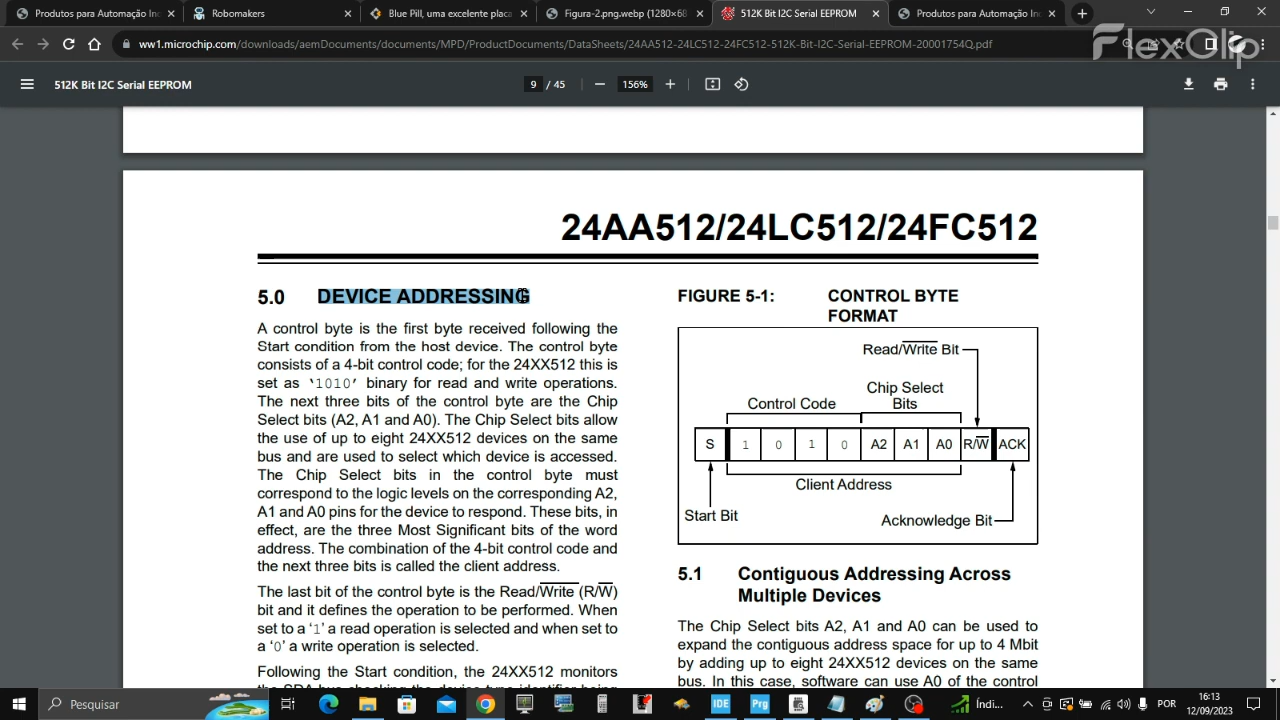 Produtos para Automação In
Robomakers
Blue Pill, uma excelente placa
Figura-2.png.webp (1280×68
512K Bit I2C Serial EEPROM
Produtos para Automação In
ww1.microchip.com/downloads/aemDocuments/documents/MPD/ProductDocuments/DataSheets/24AA512-24LC512-24FC512-512K-Bit-I2C-Serial-EEPROM-20001754Q.pdf
FlexClip
512K Bit I2C Serial EEPROM
9 / 45
156%
24AA512/24LC512/24FC512
5.0 DEVICE ADDRESSING
A control byte is the first byte received following the
Start condition from the host device. The control byte
consists of a 4-bit control code; for the 24XX512 this is
set as ‘1010’ binary for read and write operations.
The next three bits of the control byte are the Chip
Select bits (A2, A1 and A0). The Chip Select bits allow
the use of up to eight 24XX512 devices on the same
bus and are used to select which device is accessed.
The Chip Select bits in the control byte must
correspond to the logic levels on the corresponding A2,
A1 and A0 pins for the device to respond. These bits, in
effect, are the three Most Significant bits of the word
address. The combination of the 4-bit control code and
the next three bits is called the client address.
The last bit of the control byte is the Read/Write (R/W)
bit and it defines the operation to be performed. When
set to a ‘1’ a read operation is selected and when set to
a ‘0’ a write operation is selected.
Following the Start condition, the 24XX512 monitors
FIGURE 5-1: CONTROL BYTE
FORMAT
Read/Write Bit
Chip Select
Bits
Control Code
S 1 0 1 0 A2 A1 A0 R/W ACK
Client Address
Start Bit
Acknowledge Bit
5.1 Contiguous Addressing Across
Multiple Devices
The Chip Select bits A2, A1 and A0 can be used to
expand the contiguous address space for up to 4 Mbit
by adding up to eight 24XX512 devices on the same
bus. In this case, software can use A0 of the control
Pesquisar
IDE
Prg
Índi...
POR
16:13
12/09/2023